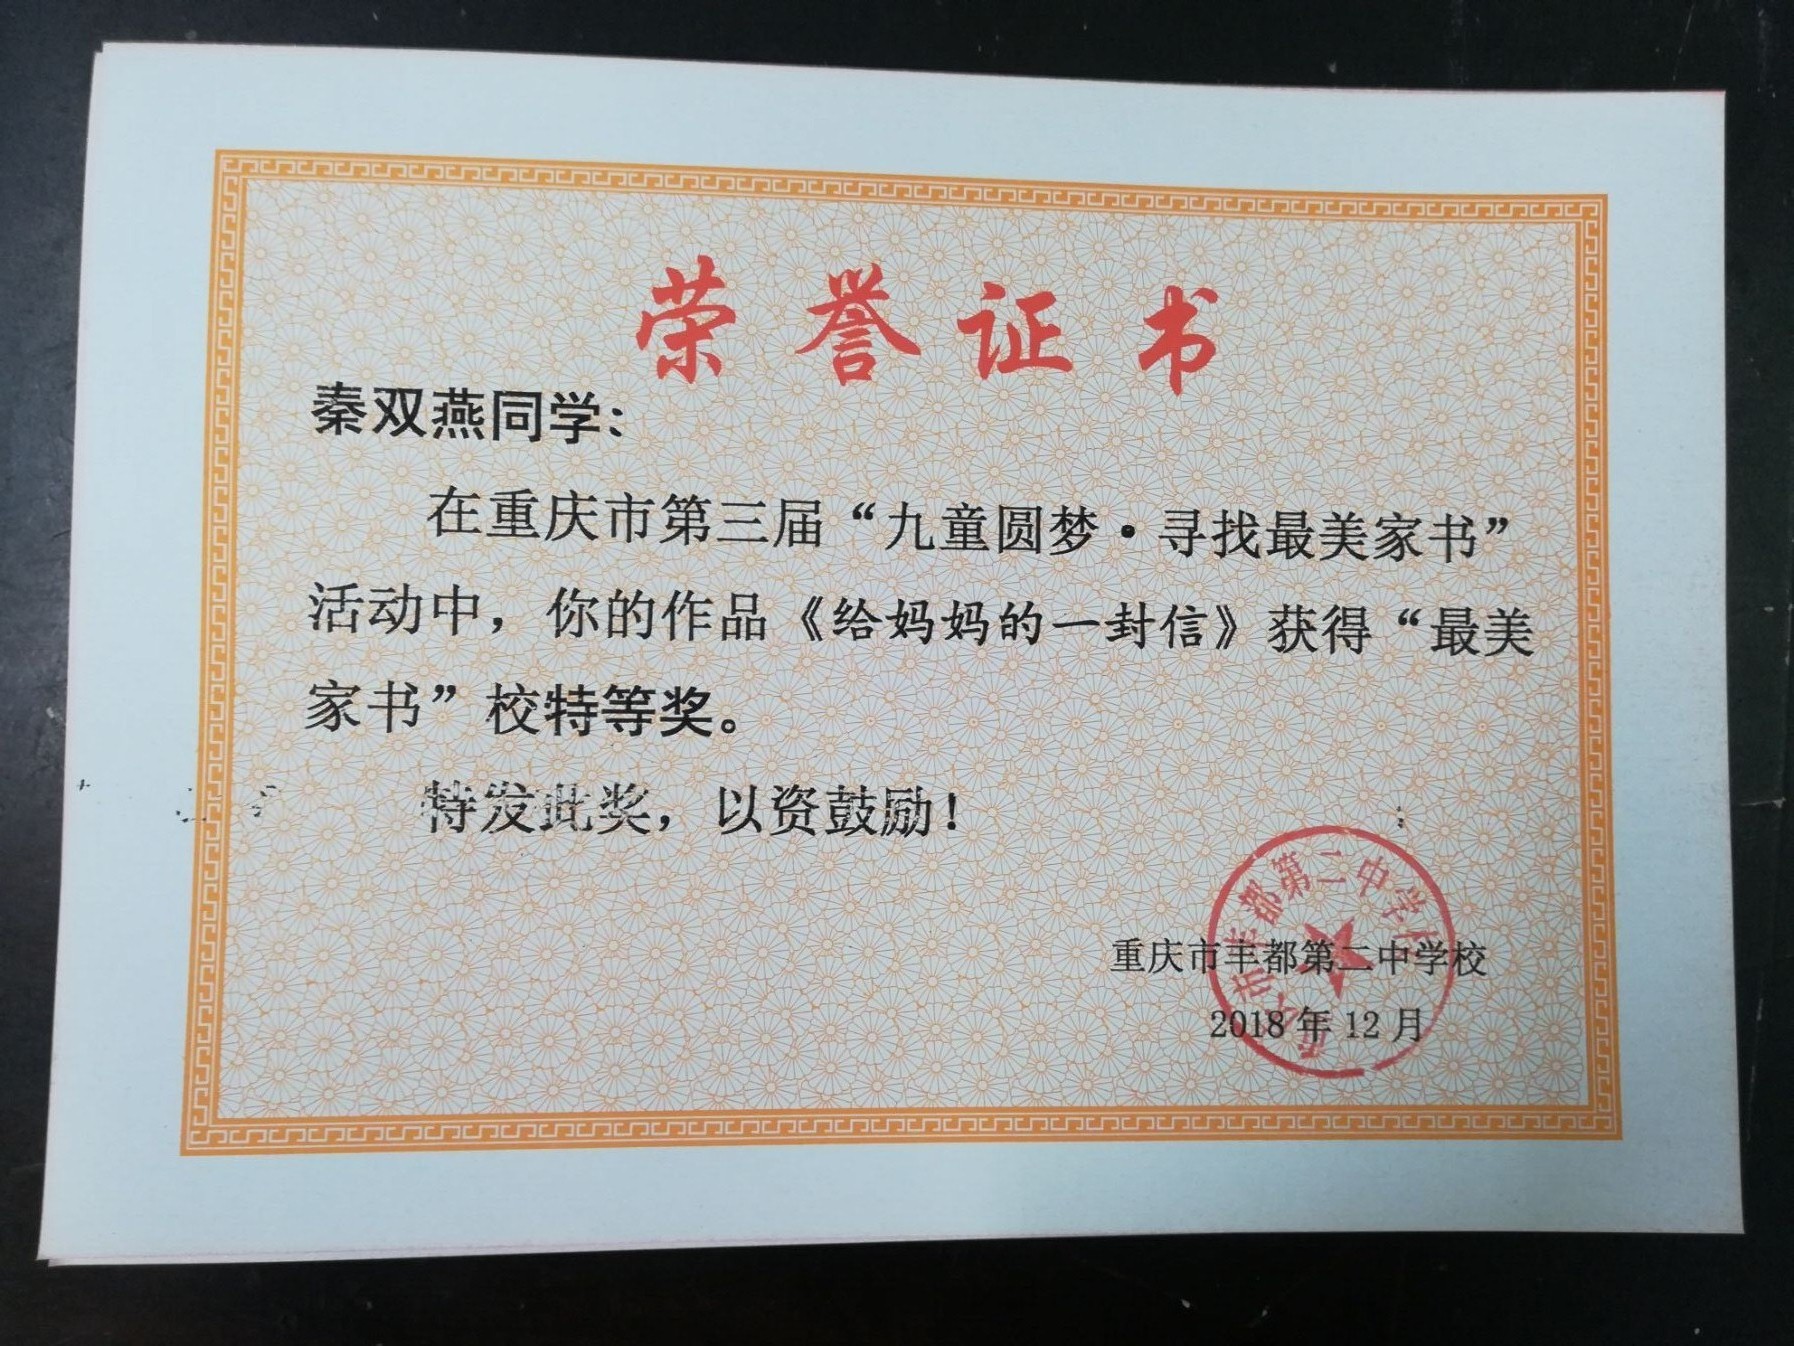 荣誉证书
秦双燕同学：
在重庆市第三届“九童圆梦·寻找最美家书”
活动中，你的作品《给妈妈的一封信》获得“最美
家书”校特等奖。
特发此奖，以资鼓励！
重庆市丰都第二中学校
2018年12月
重庆市丰都第二中学校